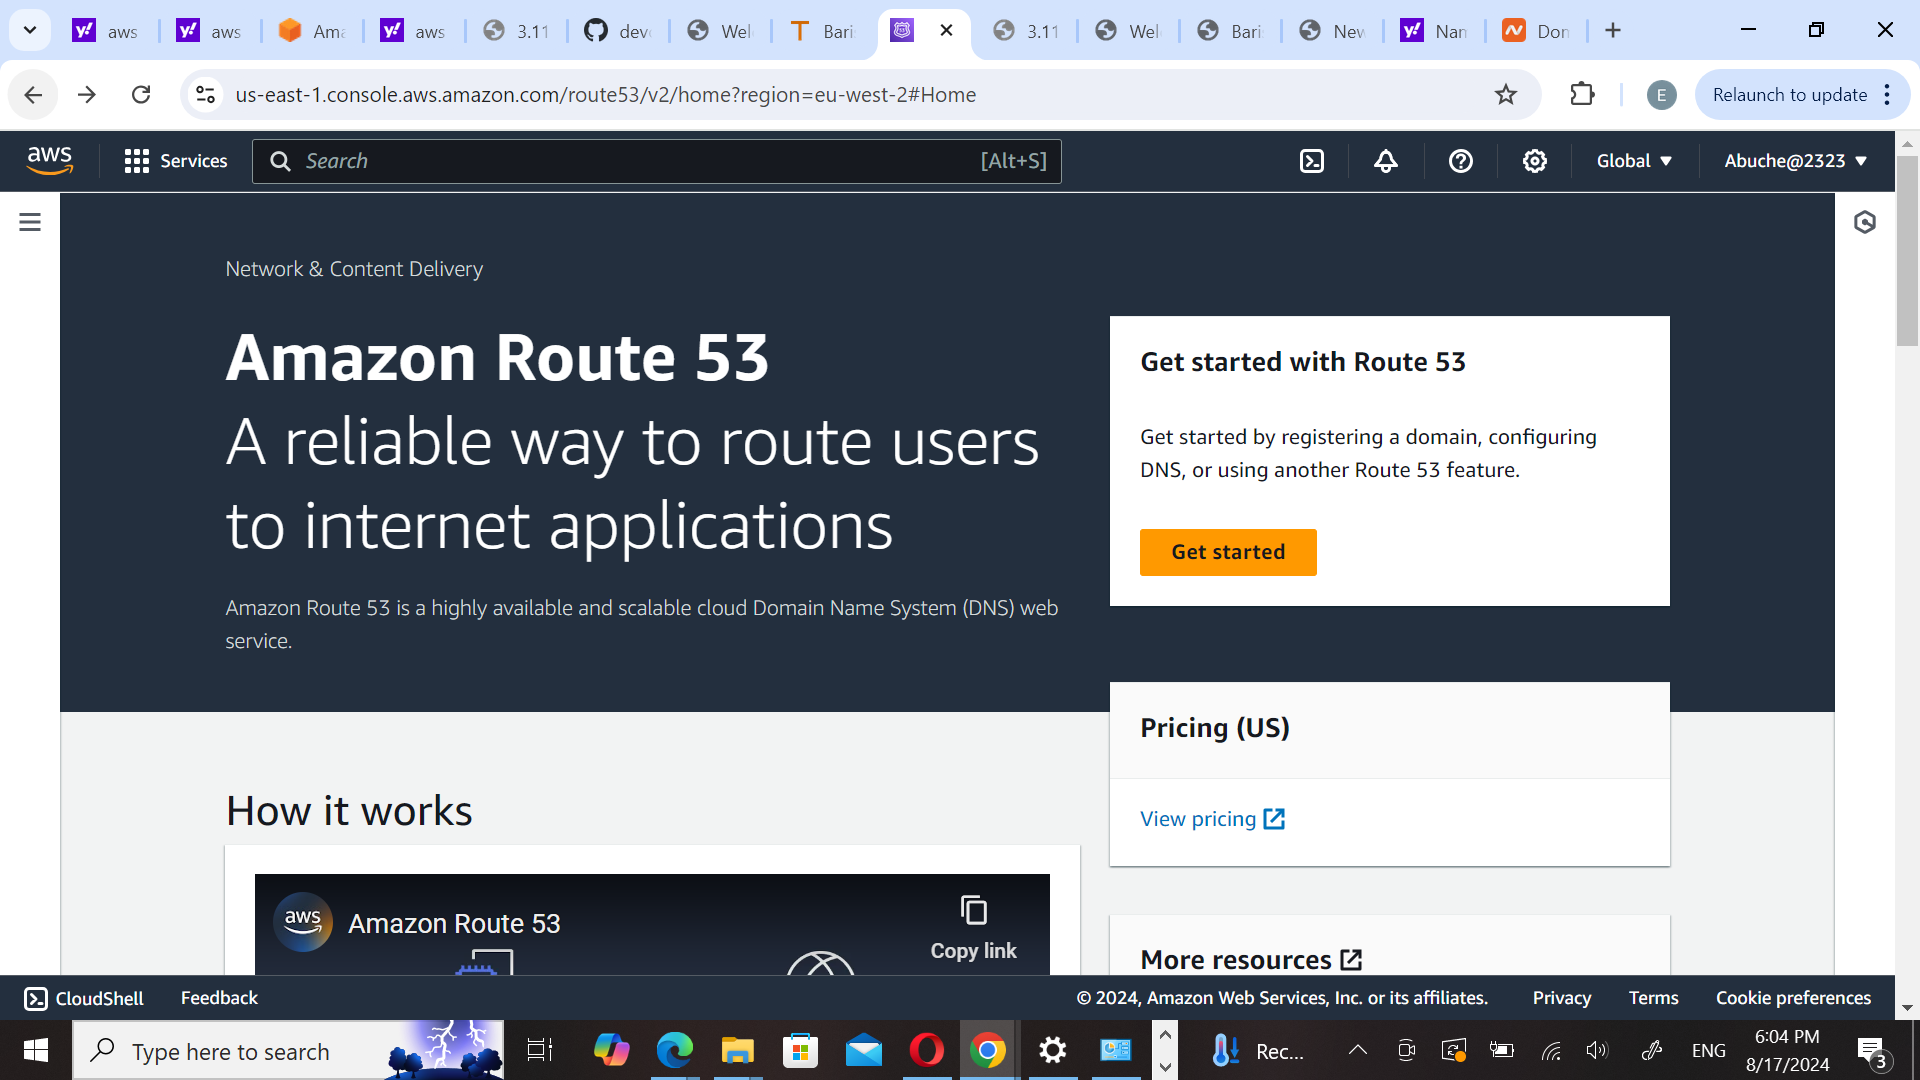 aws
aws
Ama
aws
3.11
dev
Wel
Bari
3.11
Wel
Bari
New
Nam
Dom
us-east-1.console.aws.amazon.com/route53/v2/home?region=eu-west-2#Home
E
Relaunch to update
aws
Services
Search
[Alt+S]
Global
Abuche@2323
Network & Content Delivery
Amazon Route 53
A reliable way to route users
to internet applications
Amazon Route 53 is a highly available and scalable cloud Domain Name System (DNS) web
service.
Get started with Route 53
Get started by registering a domain, configuring
DNS, or using another Route 53 feature.
Get started
Pricing (US)
View pricing
How it works
aws
Amazon Route 53
Copy link
More resources
CloudShell
Feedback
© 2024, Amazon Web Services, Inc. or its affiliates.
Privacy
Terms
Cookie preferences
Type here to search
Rec...
ENG
6:04 PM
8/17/2024
3